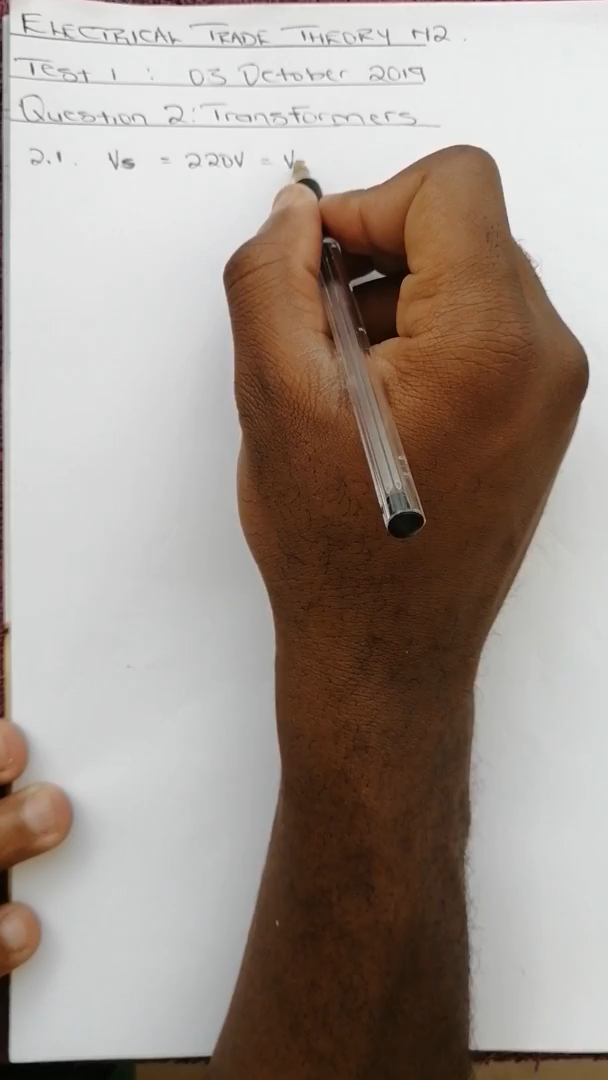 ELECTRICAL TRADE THEORY N2.
Test 1 : 03 October 2019
Question 2: Transformers
2.1. Vs = 220V = V